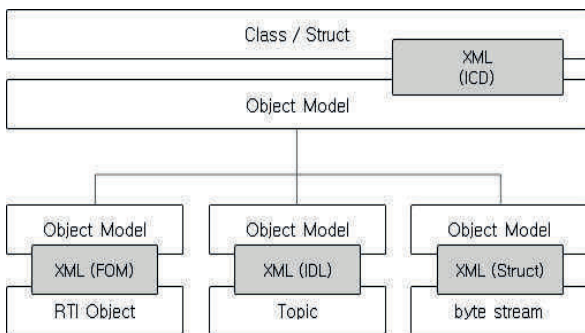 Class / Struct
XML
(ICD)
Object Model
Object Model
Object Model
Object Model
XML (FOM)
XML (IDL)
XML (Struct)
RTI Object
Topic
byte stream